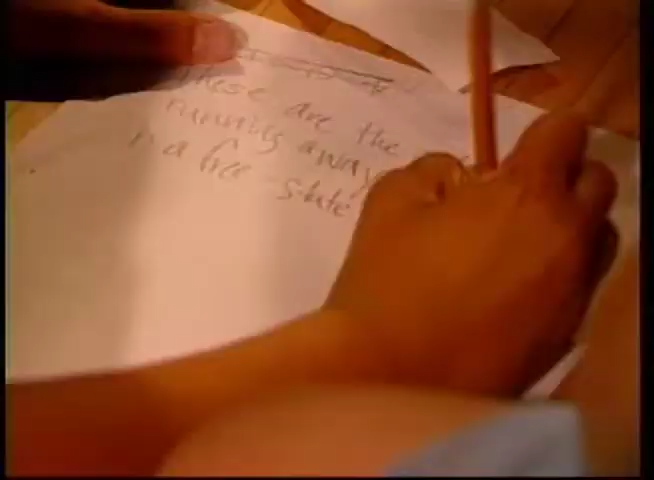 these are the
running away
n a free-state